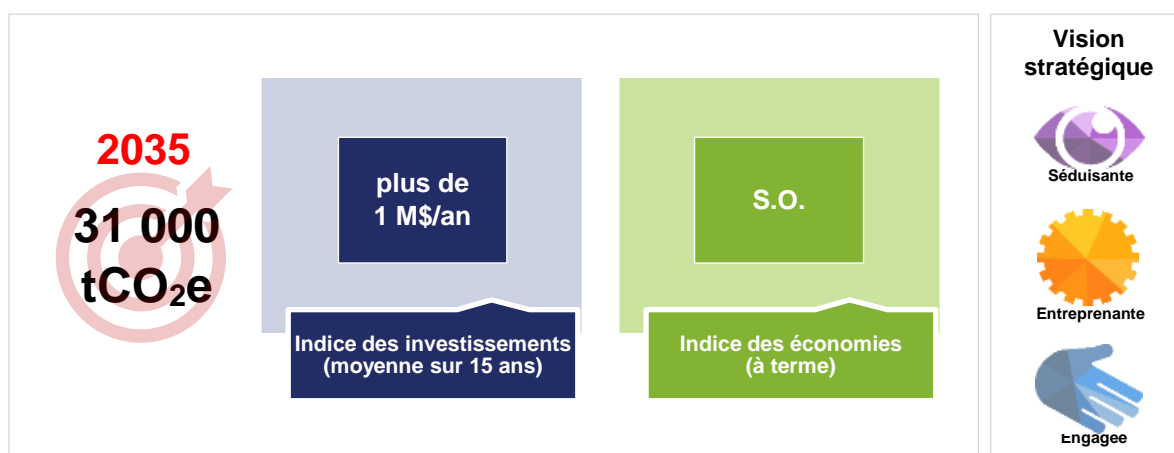 2035
31 000
tCO₂e
plus de
1 M$/an
Indice des investissements
(moyenne sur 15 ans)
S.O.
Indice des économies
(à terme)
Vision
stratégique
Séduisante
Entreprenante
Engagée